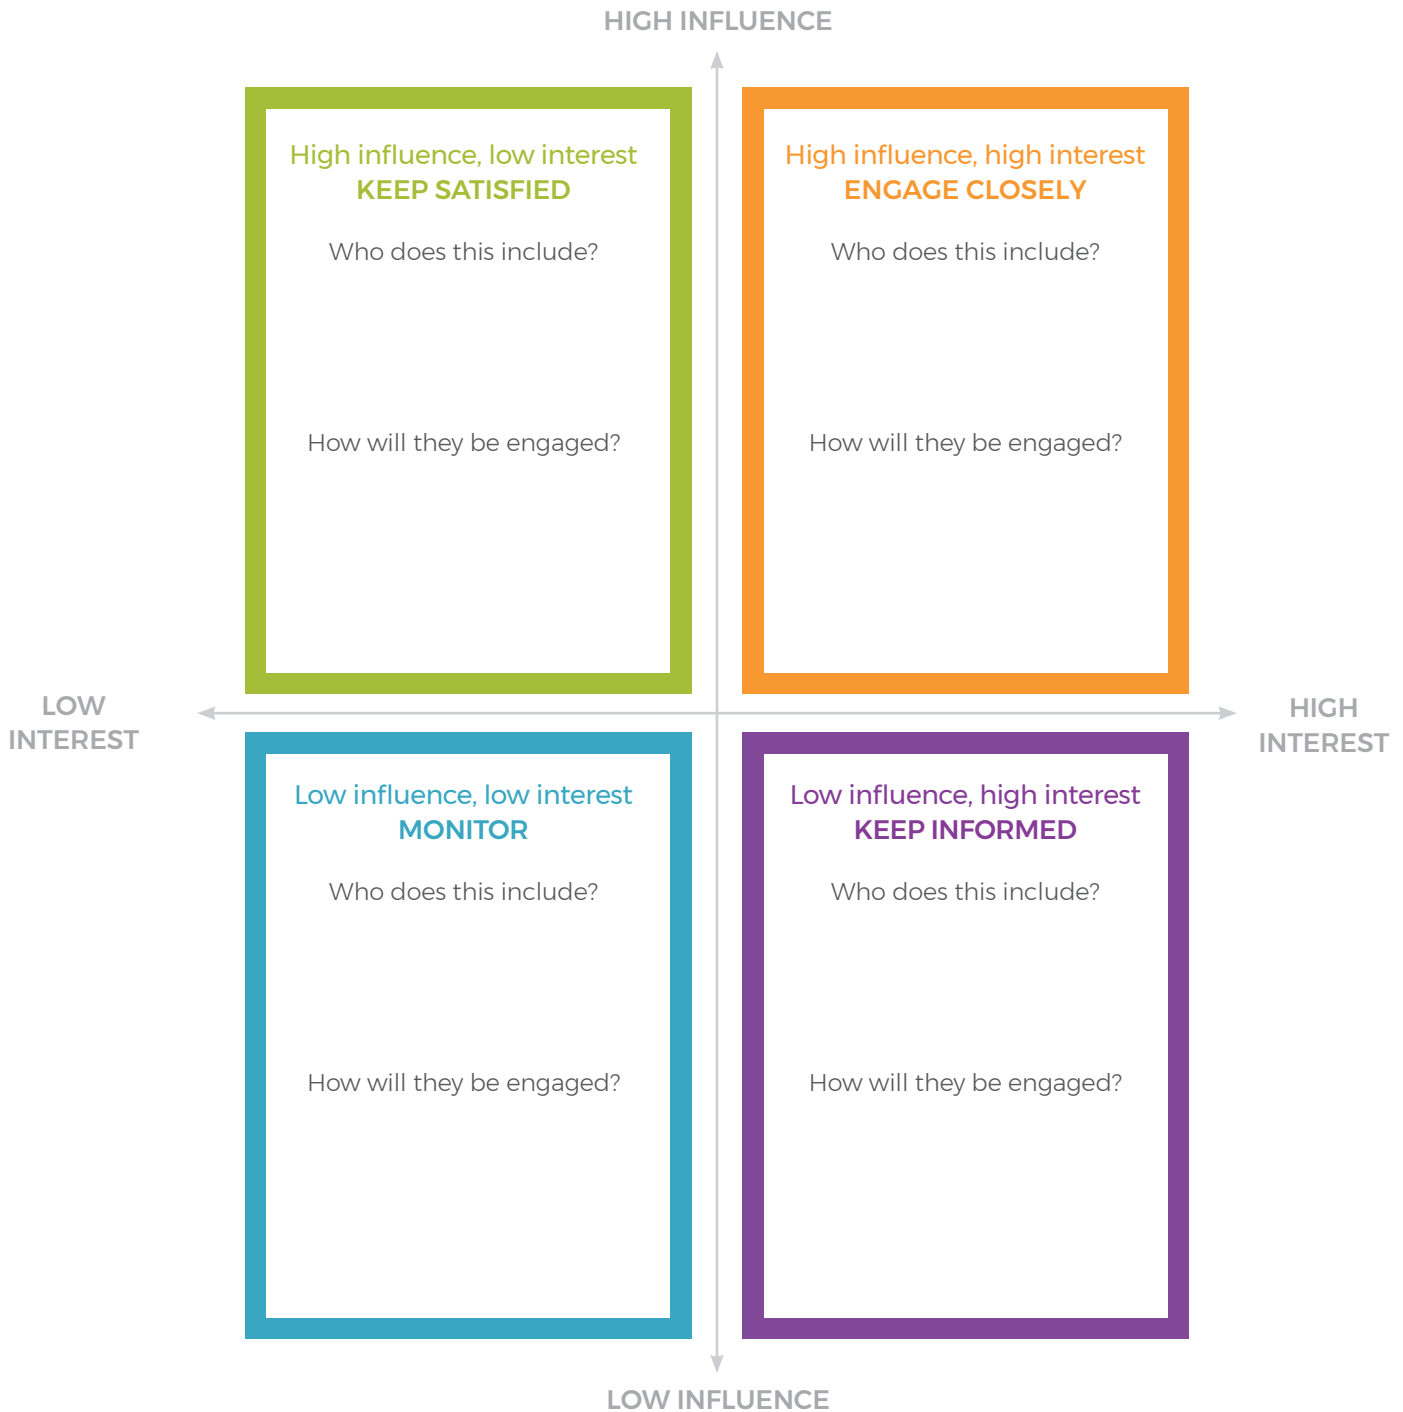 HIGH INFLUENCE
High influence, low interest
KEEP SATISFIED
Who does this include?
How will they be engaged?
High influence, high interest
ENGAGE CLOSELY
Who does this include?
How will they be engaged?
LOW
INTEREST
HIGH
INTEREST
Low influence, low interest
MONITOR
Who does this include?
How will they be engaged?
Low influence, high interest
KEEP INFORMED
Who does this include?
How will they be engaged?
LOW INFLUENCE